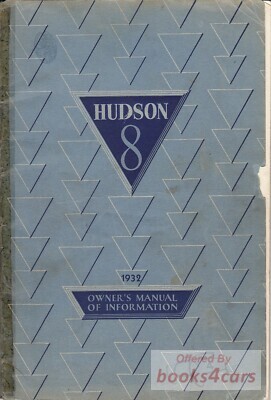 HUDSON
8
1932
OWNER'S MANUAL
OF INFORMATION
Offered By
books4cars